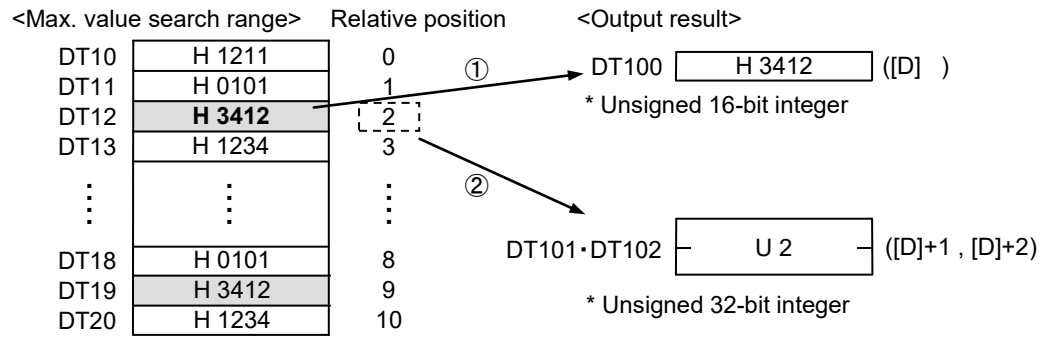 <Max. value search range> Relative position <Output result>
DT10 H 1211 0
DT11 H 0101 1
DT12 H 3412 2
DT13 H 1234 3
① DT100 H 3412 ([D] )
* Unsigned 16-bit integer
②
DT101・DT102 U 2 ([D]+1 , [D]+2)
* Unsigned 32-bit integer
DT18 H 0101 8
DT19 H 3412 9
DT20 H 1234 10